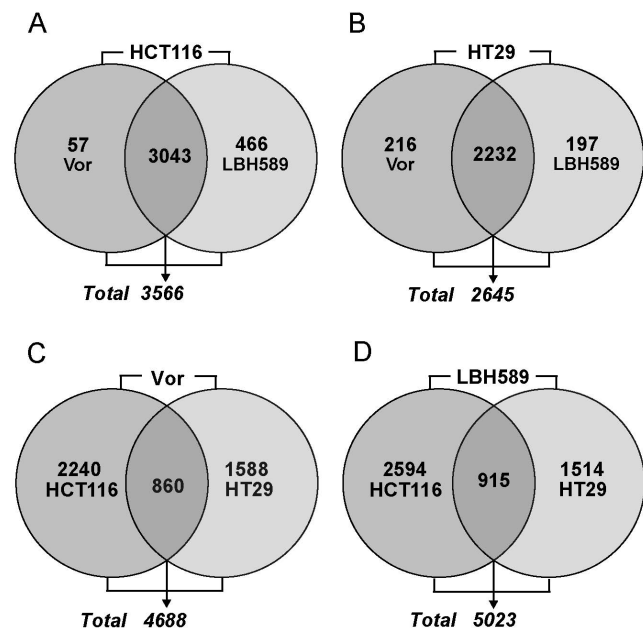 A
HCT116
57
Vor
3043
466
LBH589
Total 3566
B
HT29
216
Vor
2232
197
LBH589
Total 2645
C
Vor
2240
HCT116
860
1588
HT29
Total 4688
D
LBH589
2594
HCT116
915
1514
HT29
Total 5023